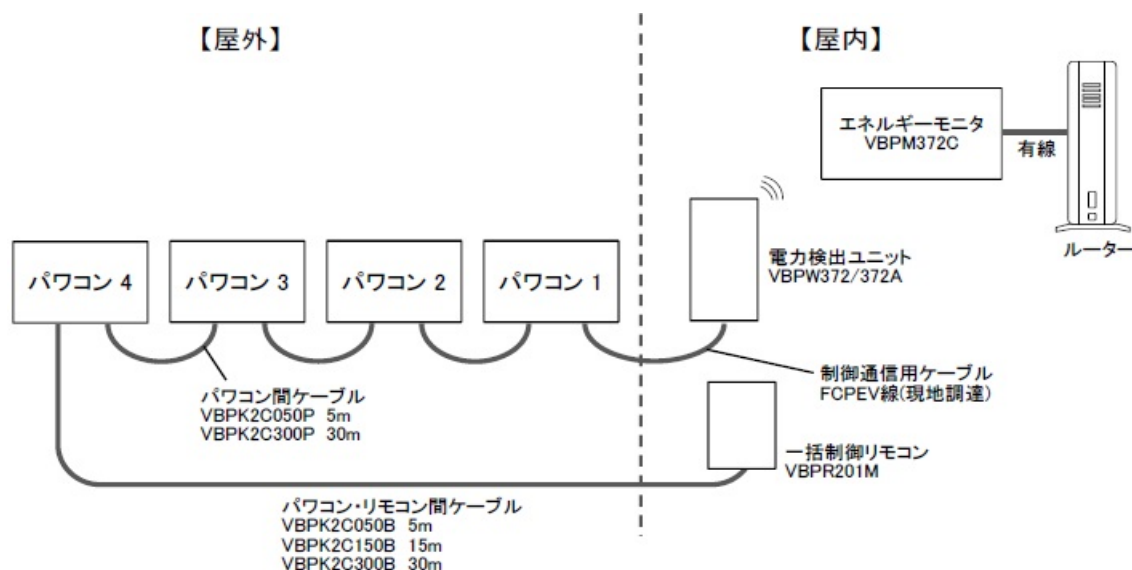 【屋外】
【屋内】
エネルギーモニタ
VBPM372C
有線
ルーター
電力検出ユニット
VBPW372/372A
パワコン 4
パワコン 3
パワコン 2
パワコン 1
パワコン間ケーブル
VBPK2C050P 5m
VBPK2C300P 30m
制御通信用ケーブル
FCPEV線(現地調達)
一括制御リモコン
VBPR201M
パワコン・リモコン間ケーブル
VBPK2C050B 5m
VBPK2C150B 15m
VBPK2C300B 30m